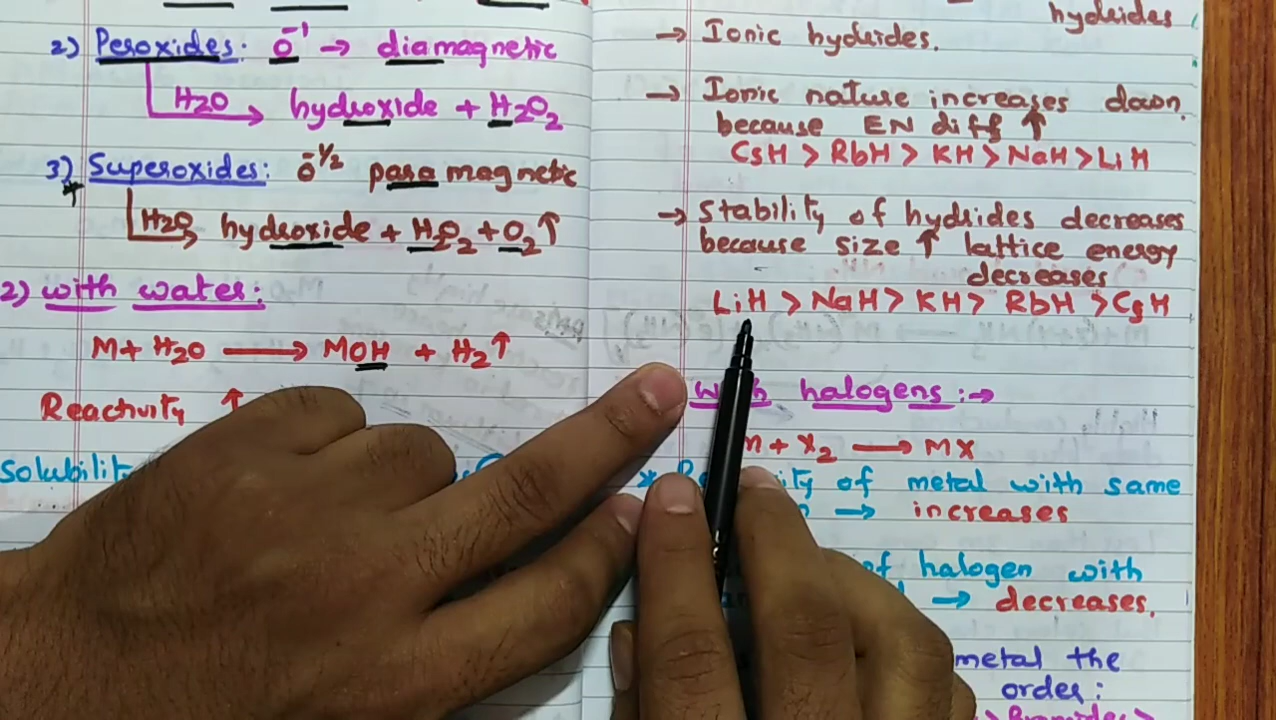 2) Peroxides: O⁻¹ → diamagnetic
H2O → hydroxide + H2O2
3) Superoxides: O⁻¹/² paramagnetic
H2O → hydroxide + H2O2 + O2 ↑
2) with water:
M + H2O → MOH + H2 ↑
Reactivity ↑
hydrides
→ Ionic hydrides.
→ Ionic nature increases down
because EN diff ↑
CsH > RbH > KH > NaH > LiH
→ Stability of hydrides decreases
because size ↑ lattice energy
decreases
LiH > NaH > KH > RbH > CsH
with halogens :→
M + X2 → MX
of metal with same
→ increases
of halogen with
→ decreases.
metal the
order:
> Bromides >